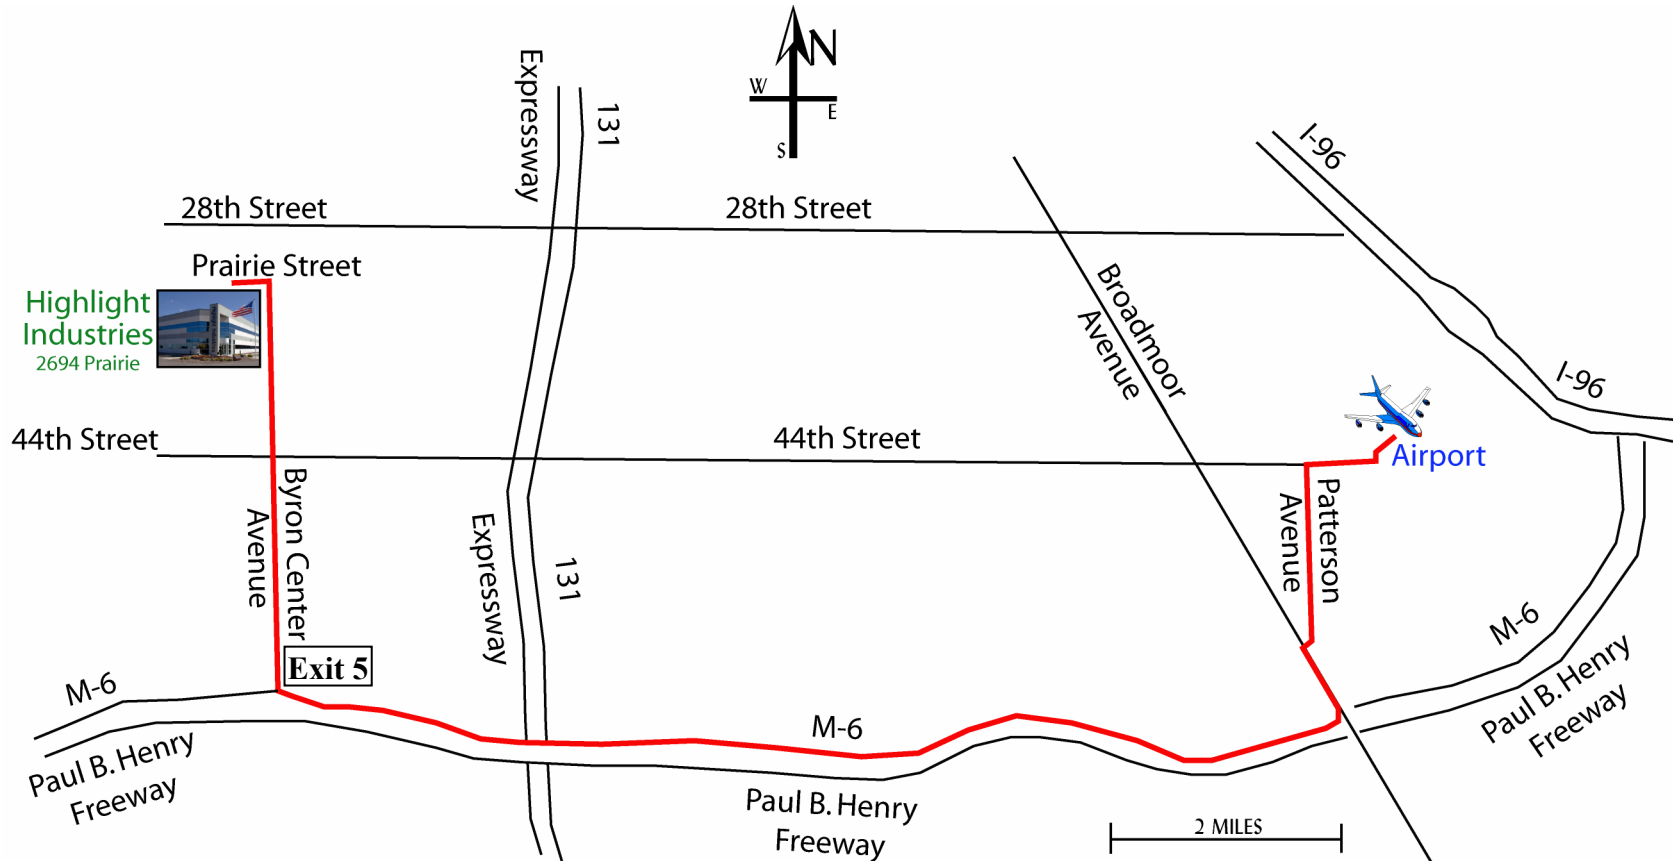 N
W
E
S
Expressway
131
I-96
28th Street
28th Street
Prairie Street
Highlight
Industries
2694 Prairie
Broadmoor
Avenue
I-96
44th Street
44th Street
Airport
Byron Center
Avenue
Expressway
131
Patterson
Avenue
Exit 5
M-6
M-6
M-6
Paul B. Henry
Freeway
Paul B. Henry
Freeway
Paul B. Henry
Freeway
2 MILES